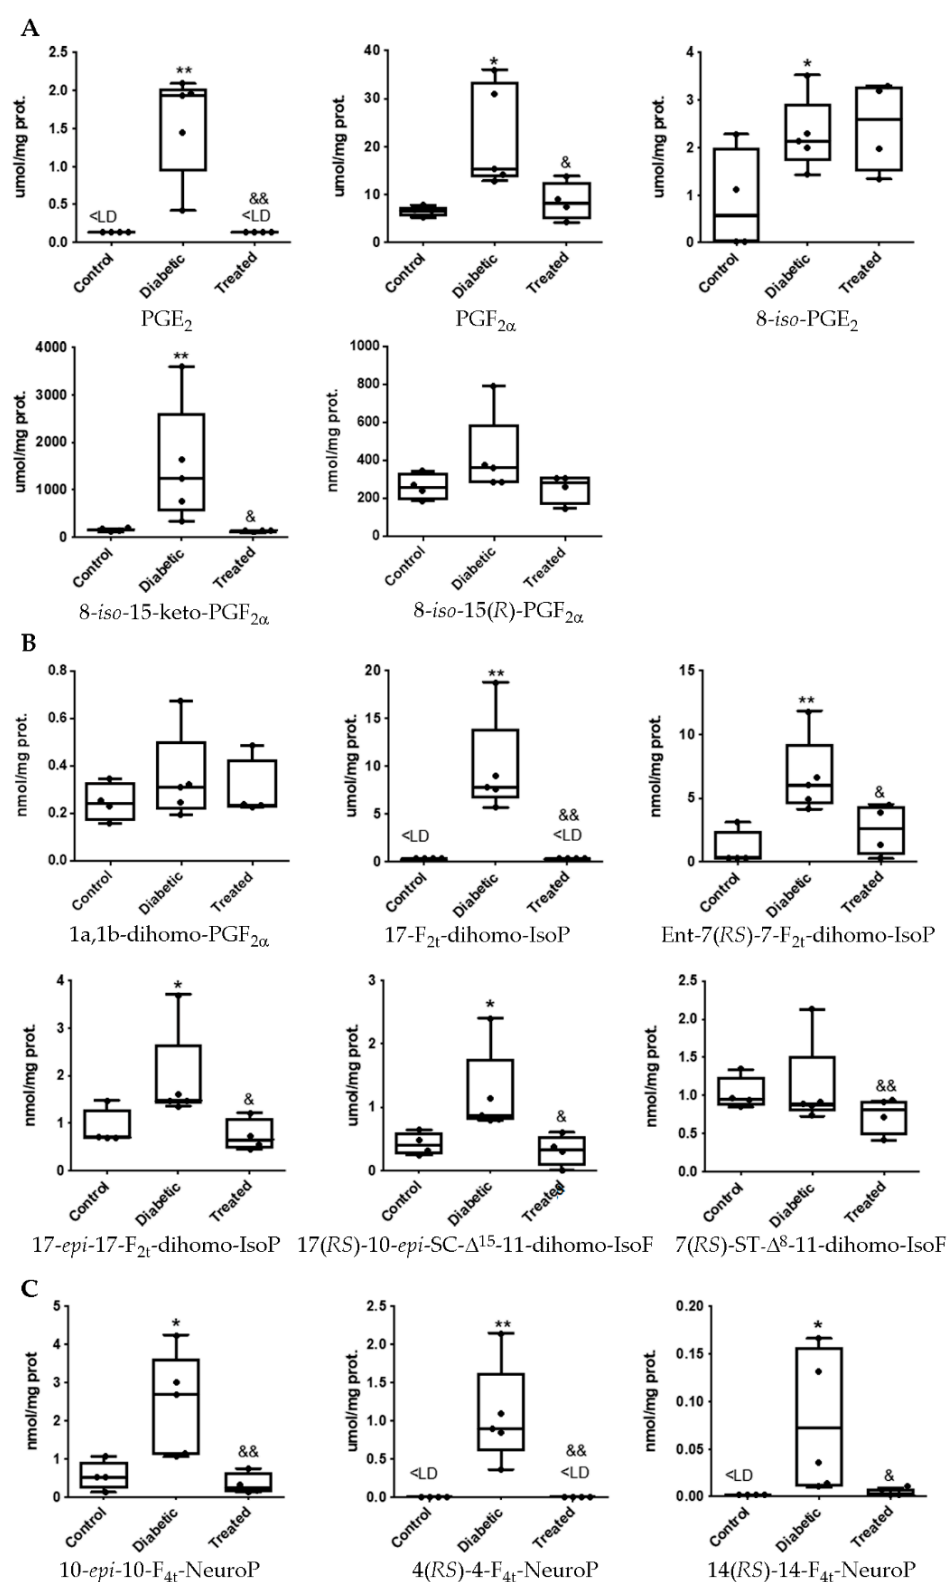 A
2.5
2.0
1.5
1.0
0.5
0.0
umol/mg prot.
**
<LD
&&
<LD
Control
Diabetic
Treated
PGE2
40
30
20
10
0
umol/mg prot.
*
&
Control
Diabetic
Treated
PGF2α
4
3
2
1
0
umol/mg prot.
*
Control
Diabetic
Treated
8-iso-PGE2
4000
3000
2000
1000
0
umol/mg prot.
**
&
Control
Diabetic
Treated
8-iso-15-keto-PGF2α
1000
800
600
400
200
0
nmol/mg prot.
Control
Diabetic
Treated
8-iso-15(R)-PGF2α
B
0.8
0.6
0.4
0.2
0.0
nmol/mg prot.
Control
Diabetic
Treated
1a,1b-dihomo-PGF2α
20
15
10
5
0
umol/mg prot.
**
<LD
&&
<LD
Control
Diabetic
Treated
17-F2t-dihomo-IsoP
15
10
5
0
nmol/mg prot.
**
&
Control
Diabetic
Treated
Ent-7(RS)-7-F2t-dihomo-IsoP
4
3
2
1
0
nmol/mg prot.
*
&
Control
Diabetic
Treated
17-epi-17-F2t-dihomo-IsoP
3
2
1
0
umol/mg prot.
*
&
Control
Diabetic
Treated
17(RS)-10-epi-SC-Δ15-11-dihomo-IsoF
2.5
2.0
1.5
1.0
0.5
0.0
nmol/mg prot.
&&
Control
Diabetic
Treated
7(RS)-ST-Δ8-11-dihomo-IsoF
C
5
4
3
2
1
0
nmol/mg prot.
*
&&
Control
Diabetic
Treated
10-epi-10-F4t-NeuroP
2.5
2.0
1.5
1.0
0.5
0.0
umol/mg prot.
**
<LD
&&
<LD
Control
Diabetic
Treated
4(RS)-4-F4t-NeuroP
0.20
0.15
0.10
0.05
0.00
nmol/mg prot.
*
<LD
&
Control
Diabetic
Treated
14(RS)-14-F4t-NeuroP